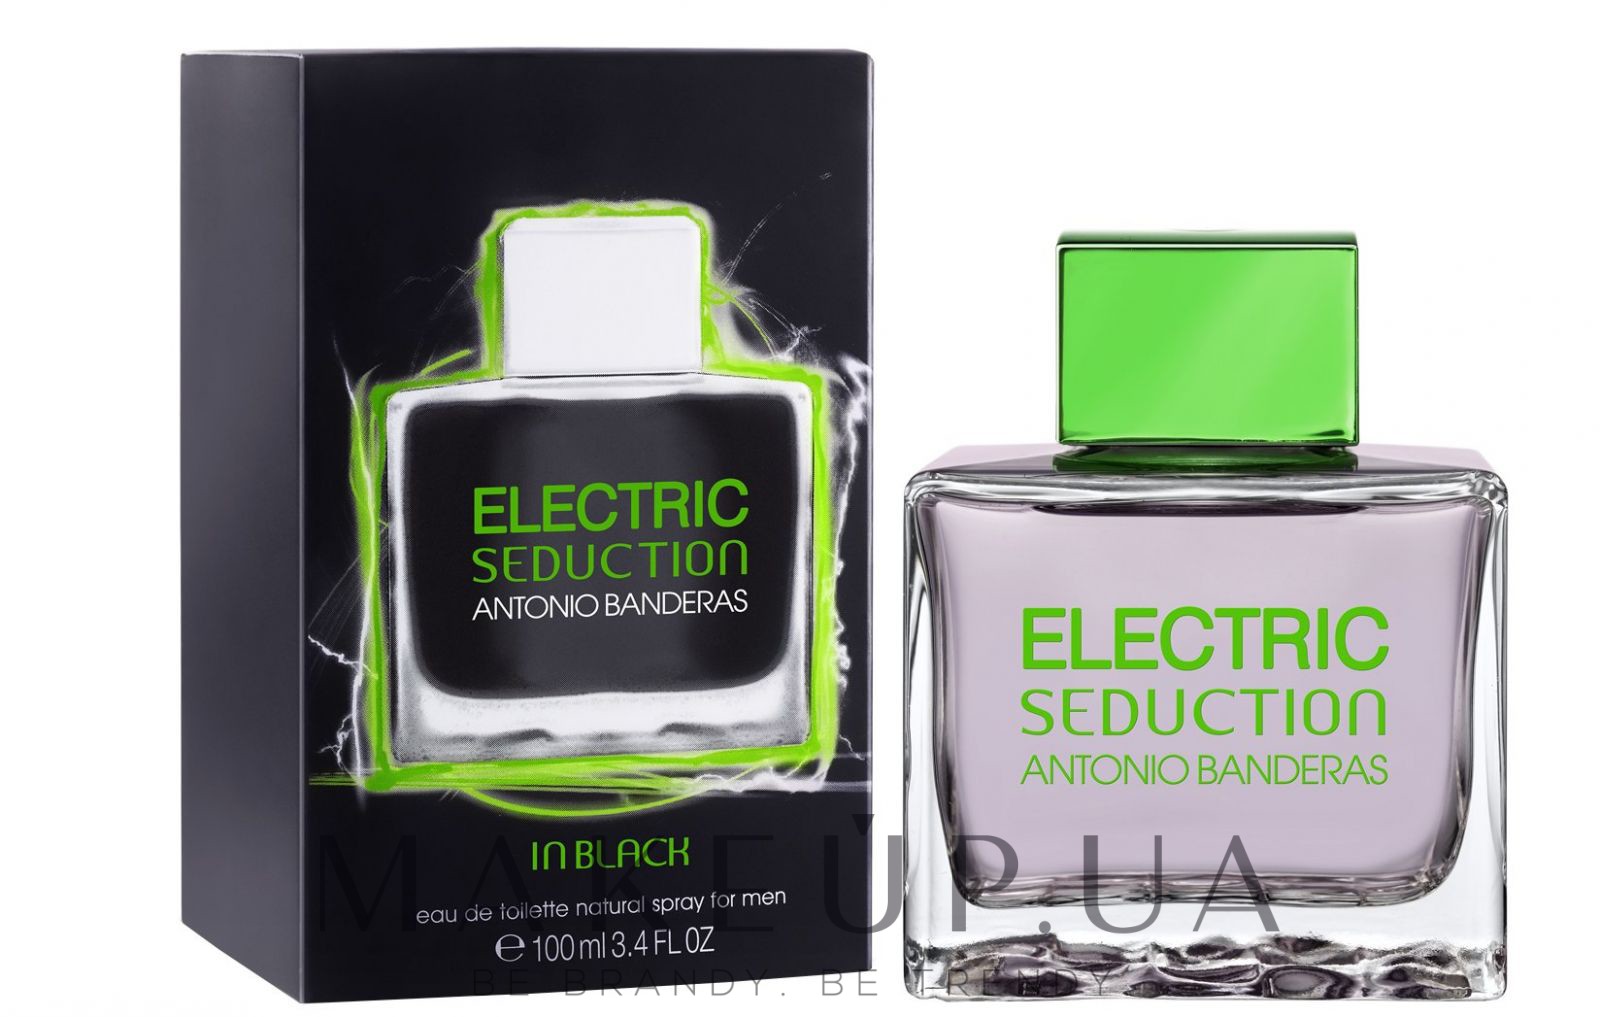 ELECTRIC
SEDUCTION
ANTONIO BANDERAS
IN BLACK
eau de toilette natural spray for men
℮ 100 ml 3.4 FL OZ
ELECTRIC
SEDUCTION
ANTONIO BANDERAS
MAKEUP.UA
BE BRANDY. BE TRENDY.